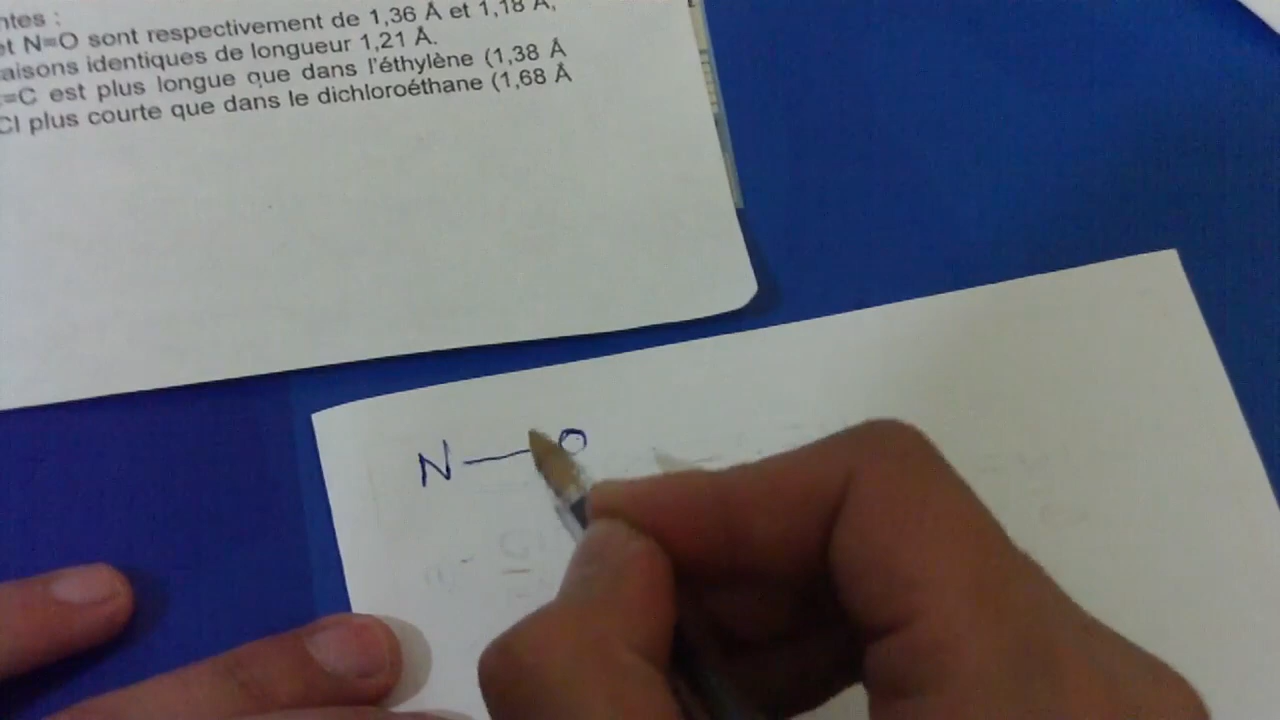 ntes :
et N=O sont respectivement de 1,36 Å et 1,18 Å,
aisons identiques de longueur 1,21 Å.
=C est plus longue que dans l'éthylène (1,38 Å
Cl plus courte que dans le dichloroéthane (1,68 Å
N — O